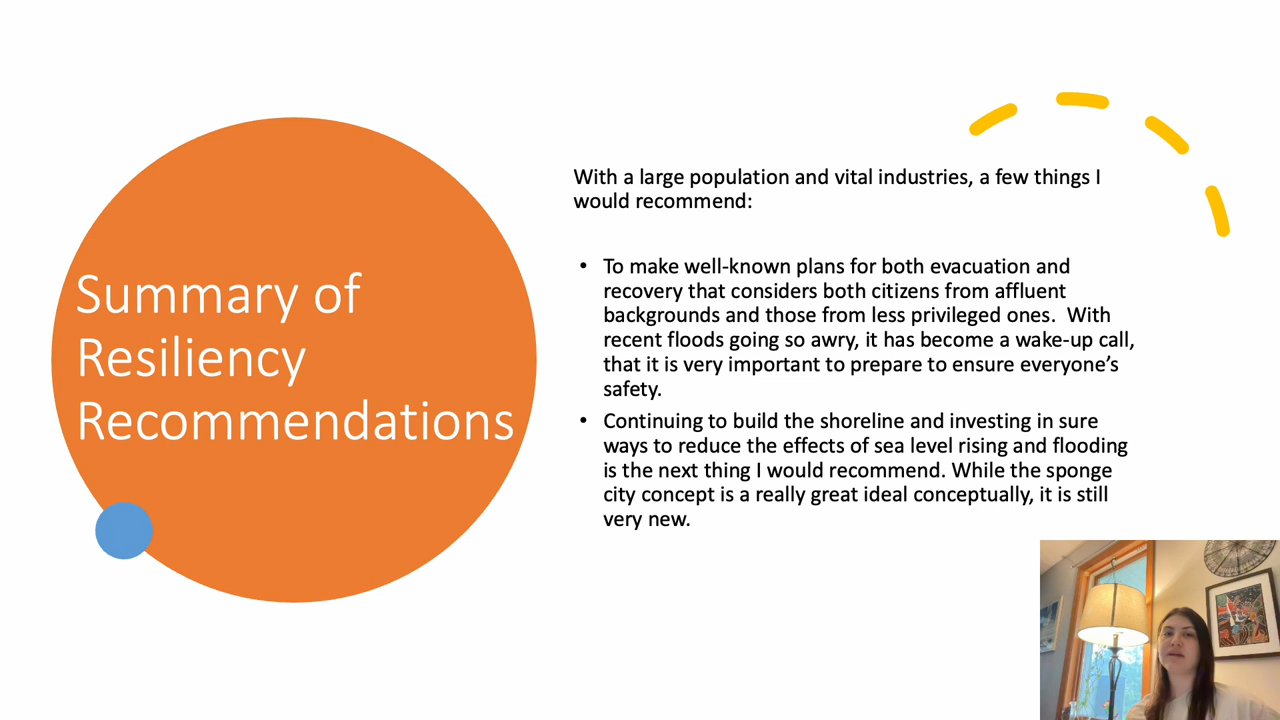 Summary of
Resiliency
Recommendations
With a large population and vital industries, a few things I
would recommend:
• To make well-known plans for both evacuation and
recovery that considers both citizens from affluent
backgrounds and those from less privileged ones.  With
recent floods going so awry, it has become a wake-up call,
that it is very important to prepare to ensure everyone’s
safety.
• Continuing to build the shoreline and investing in sure
ways to reduce the effects of sea level rising and flooding
is the next thing I would recommend. While the sponge
city concept is a really great ideal conceptually, it is still
very new.